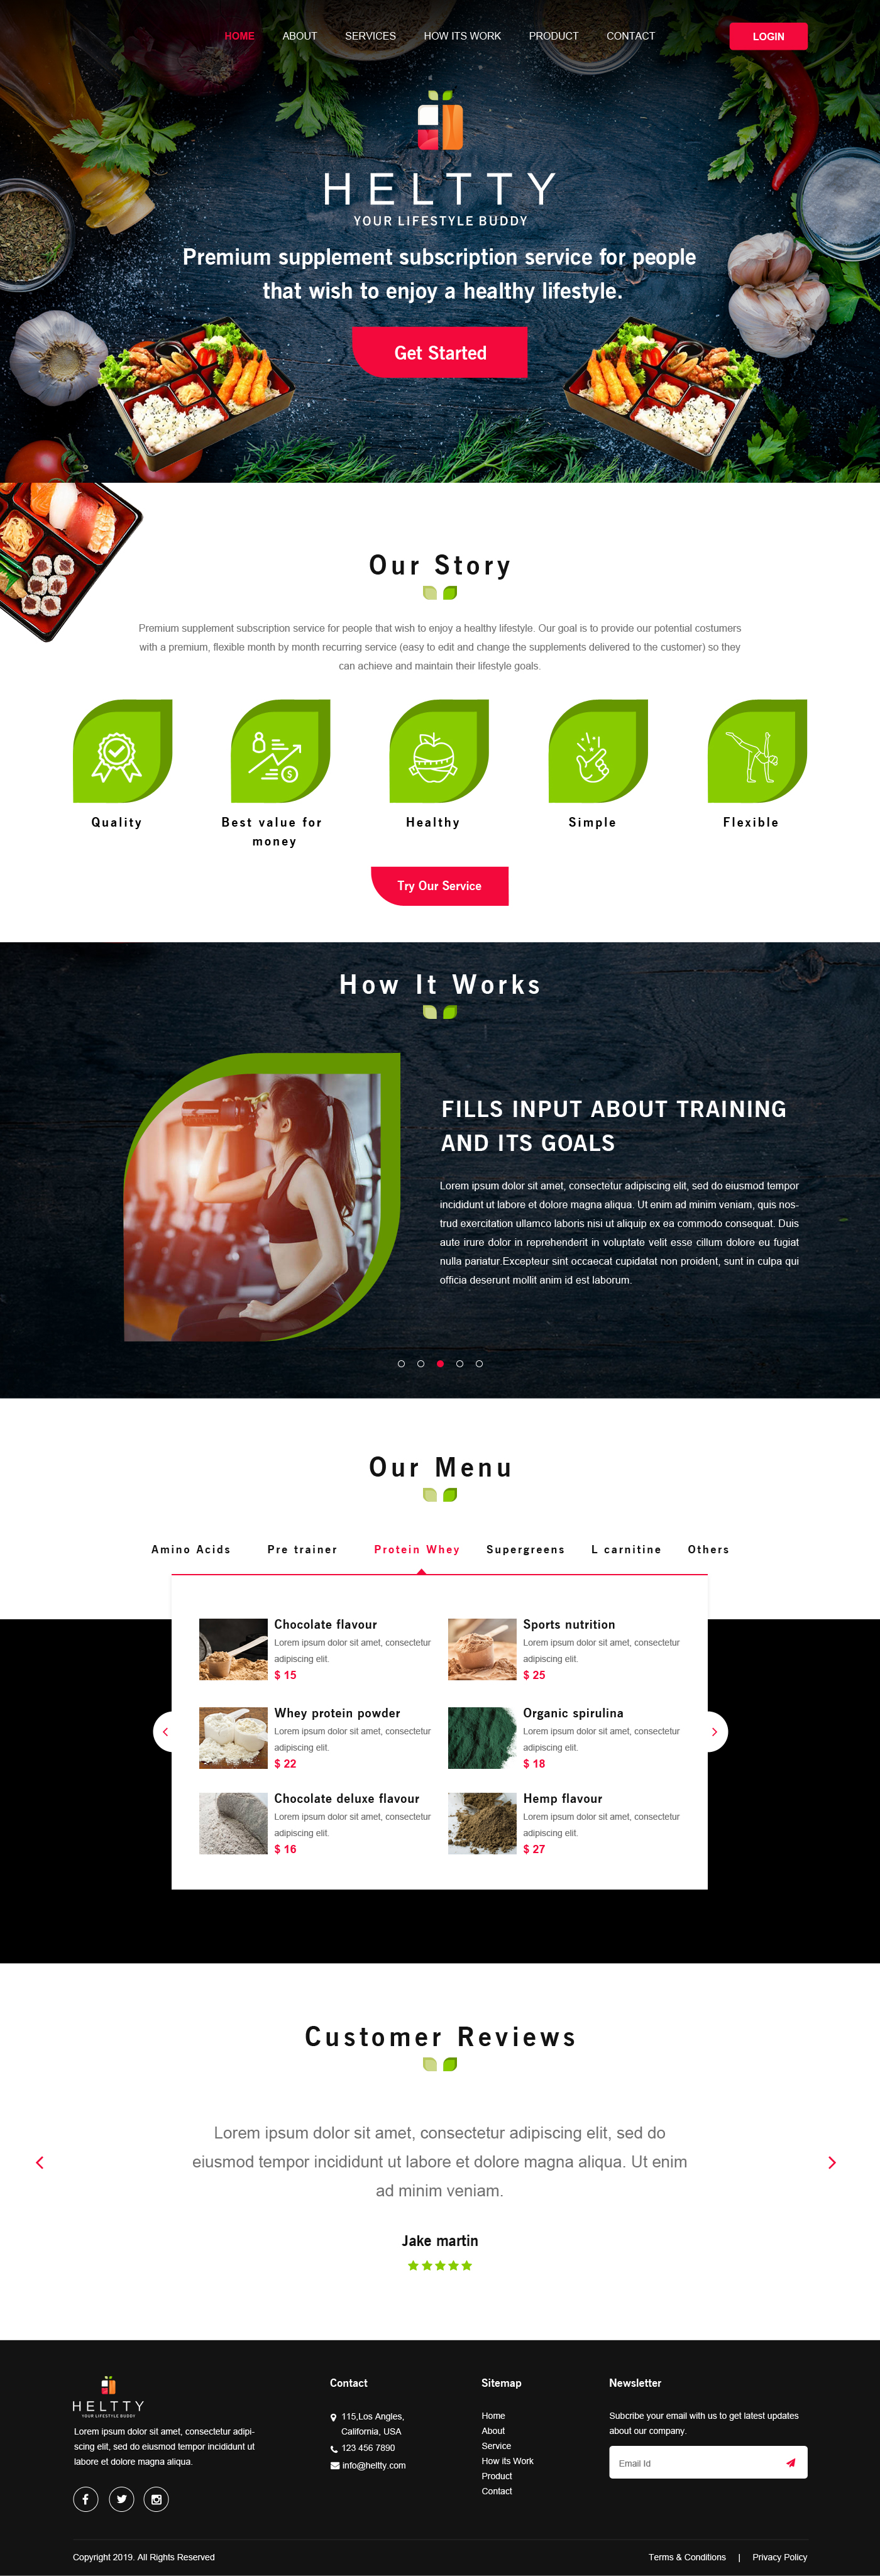 HOME ABOUT SERVICES HOW ITS WORK PRODUCT CONTACT LOGIN
HELTTY
YOUR LIFESTYLE BUDDY
Premium supplement subscription service for people
that wish to enjoy a healthy lifestyle.
Get Started
Our Story
Premium supplement subscription service for people that wish to enjoy a healthy lifestyle. Our goal is to provide our potential costumers
with a premium, flexible month by month recurring service (easy to edit and change the supplements delivered to the customer) so they
can achieve and maintain their lifestyle goals.
Quality
Best value for
money
Healthy
Simple
Flexible
Try Our Service
How It Works
FILLS INPUT ABOUT TRAINING
AND ITS GOALS
Lorem ipsum dolor sit amet, consectetur adipiscing elit, sed do eiusmod tempor
incididunt ut labore et dolore magna aliqua. Ut enim ad minim veniam, quis nos-
trud exercitation ullamco laboris nisi ut aliquip ex ea commodo consequat. Duis
aute irure dolor in reprehenderit in voluptate velit esse cillum dolore eu fugiat
nulla pariatur.Excepteur sint occaecat cupidatat non proident, sunt in culpa qui
officia deserunt mollit anim id est laborum.
Our Menu
Amino Acids Pre trainer Protein Whey Supergreens L carnitine Others
Chocolate flavour
Lorem ipsum dolor sit amet, consectetur
adipiscing elit.
$ 15
Sports nutrition
Lorem ipsum dolor sit amet, consectetur
adipiscing elit.
$ 25
Whey protein powder
Lorem ipsum dolor sit amet, consectetur
adipiscing elit.
$ 22
Organic spirulina
Lorem ipsum dolor sit amet, consectetur
adipiscing elit.
$ 18
Chocolate deluxe flavour
Lorem ipsum dolor sit amet, consectetur
adipiscing elit.
$ 16
Hemp flavour
Lorem ipsum dolor sit amet, consectetur
adipiscing elit.
$ 27
Customer Reviews
Lorem ipsum dolor sit amet, consectetur adipiscing elit, sed do
eiusmod tempor incididunt ut labore et dolore magna aliqua. Ut enim
ad minim veniam.
Jake martin
HELTTY
YOUR LIFESTYLE BUDDY
Lorem ipsum dolor sit amet, consectetur adipi-
scing elit, sed do eiusmod tempor incididunt ut
labore et dolore magna aliqua.
Contact
115,Los Angles,
California, USA
123 456 7890
info@heltty.com
Sitemap
Home
About
Service
How its Work
Product
Contact
Newsletter
Subcribe your email with us to get latest updates
about our company.
Email Id
Copyright 2019. All Rights Reserved
Terms & Conditions | Privacy Policy